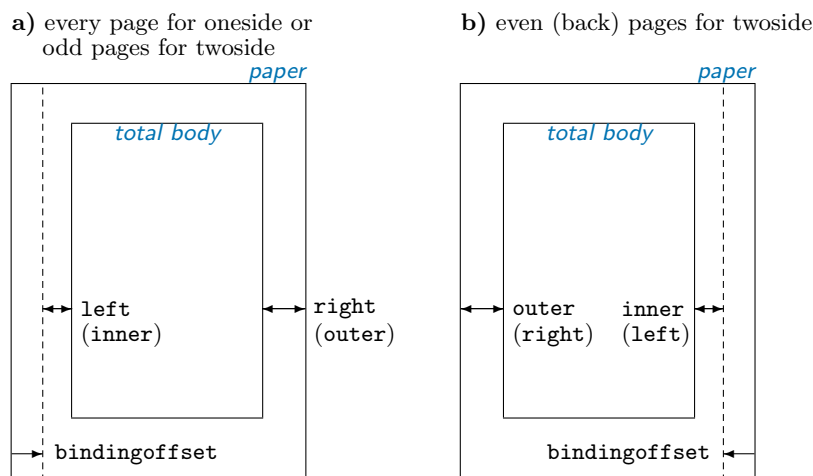 a) every page for oneside or
odd pages for twoside
paper
total body
left
(inner)
right
(outer)
bindingoffset
b) even (back) pages for twoside
paper
total body
outer
(right)
inner
(left)
bindingoffset